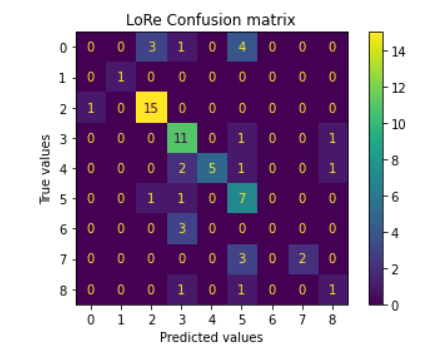 LoRe Confusion matrix
0 0 0 3 1 0 4 0 0 0
1 0 1 0 0 0 0 0 0 0
2 1 0 15 0 0 0 0 0 0
3 0 0 0 11 0 1 0 0 1
4 0 0 0 2 5 1 0 0 1
5 0 0 1 1 0 7 0 0 0
6 0 0 0 3 0 0 0 0 0
7 0 0 0 0 0 3 0 2 0
8 0 0 0 1 0 1 0 0 1
0 1 2 3 4 5 6 7 8
Predicted values
True values
14
12
10
8
6
4
2
0